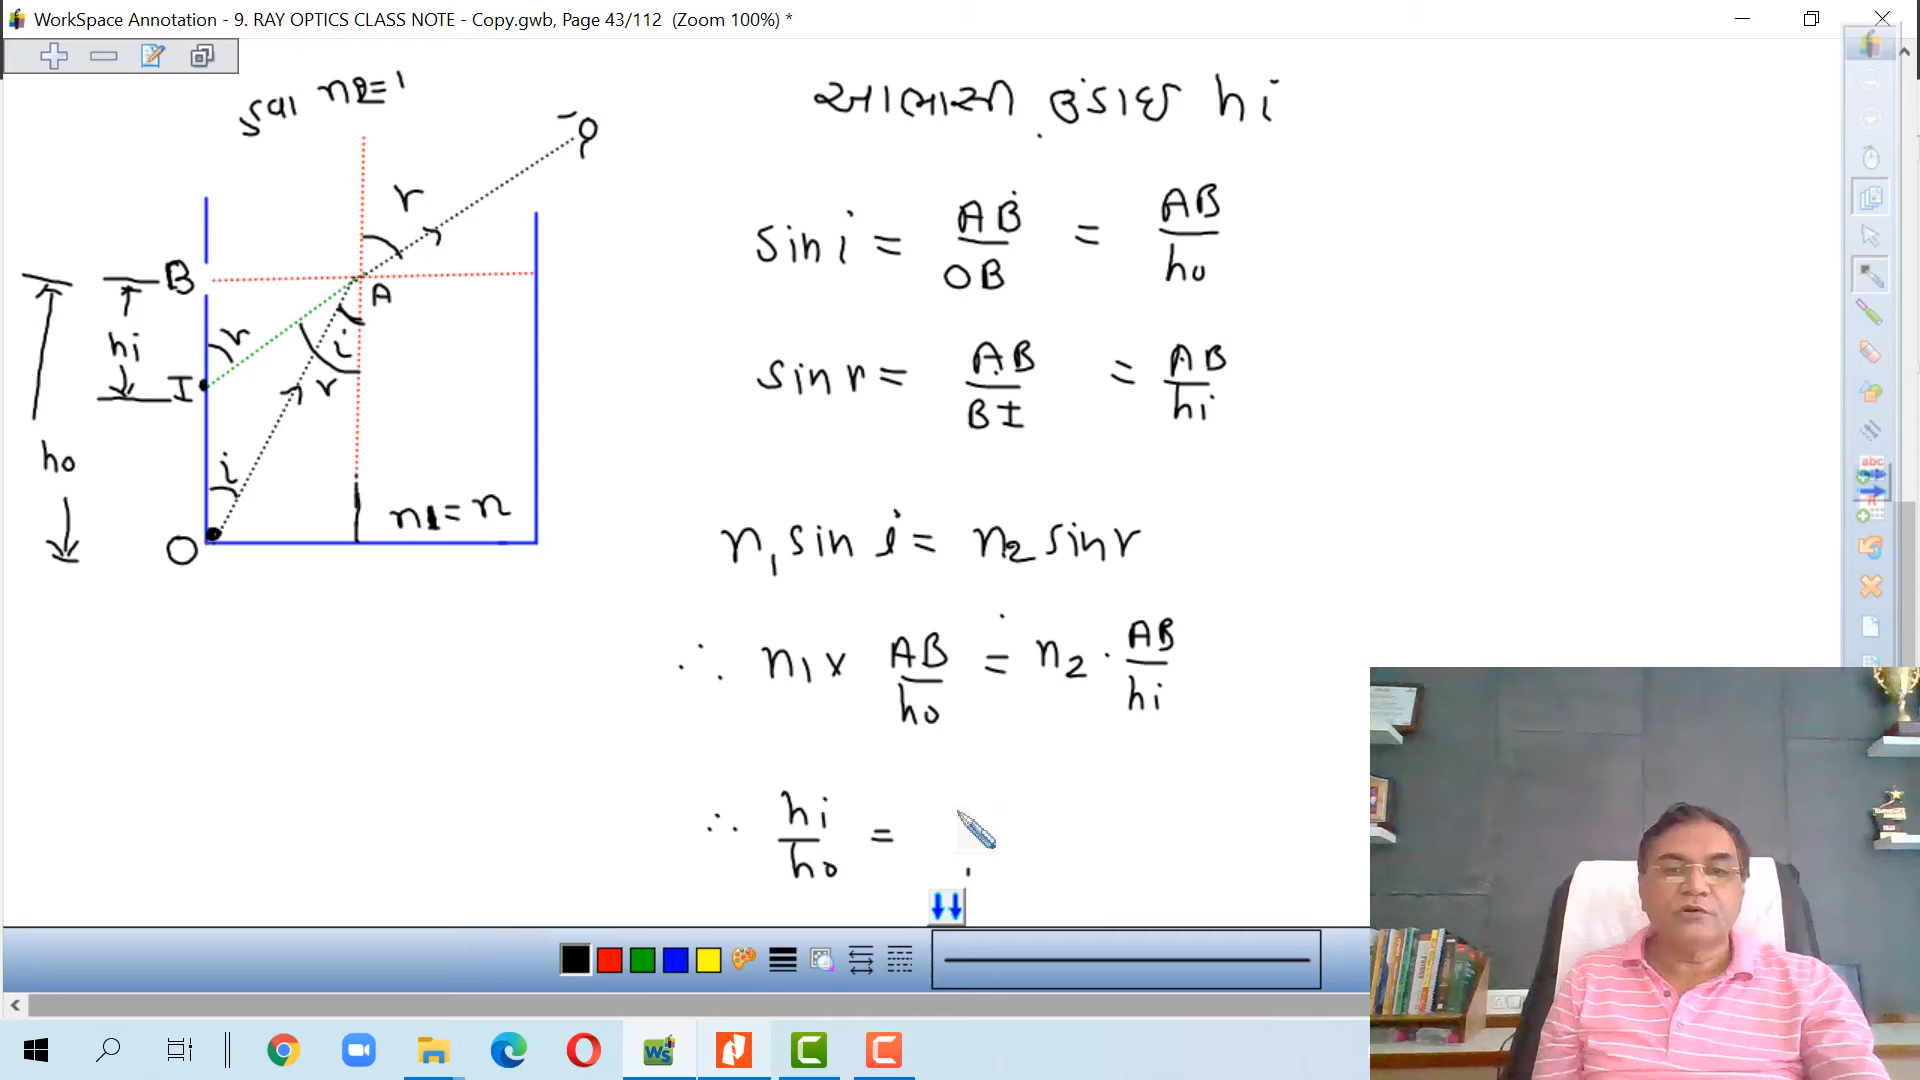 WorkSpace Annotation - 9. RAY OPTICS CLASS NOTE - Copy.gwb, Page 43/112 (Zoom 100%) *
હવા n2=1
આભાસી ઉંડાઇ hi
r
sin i = AB/OB = AB/ho
B
A
hi
r
i
I
r
sin r = AB/BI = AB/hi
ho
i
n1 = n
O
n1 sin i = n2 sin r
∴ n1 x AB/ho = n2 · AB/hi
∴ hi/ho =
abc
WS